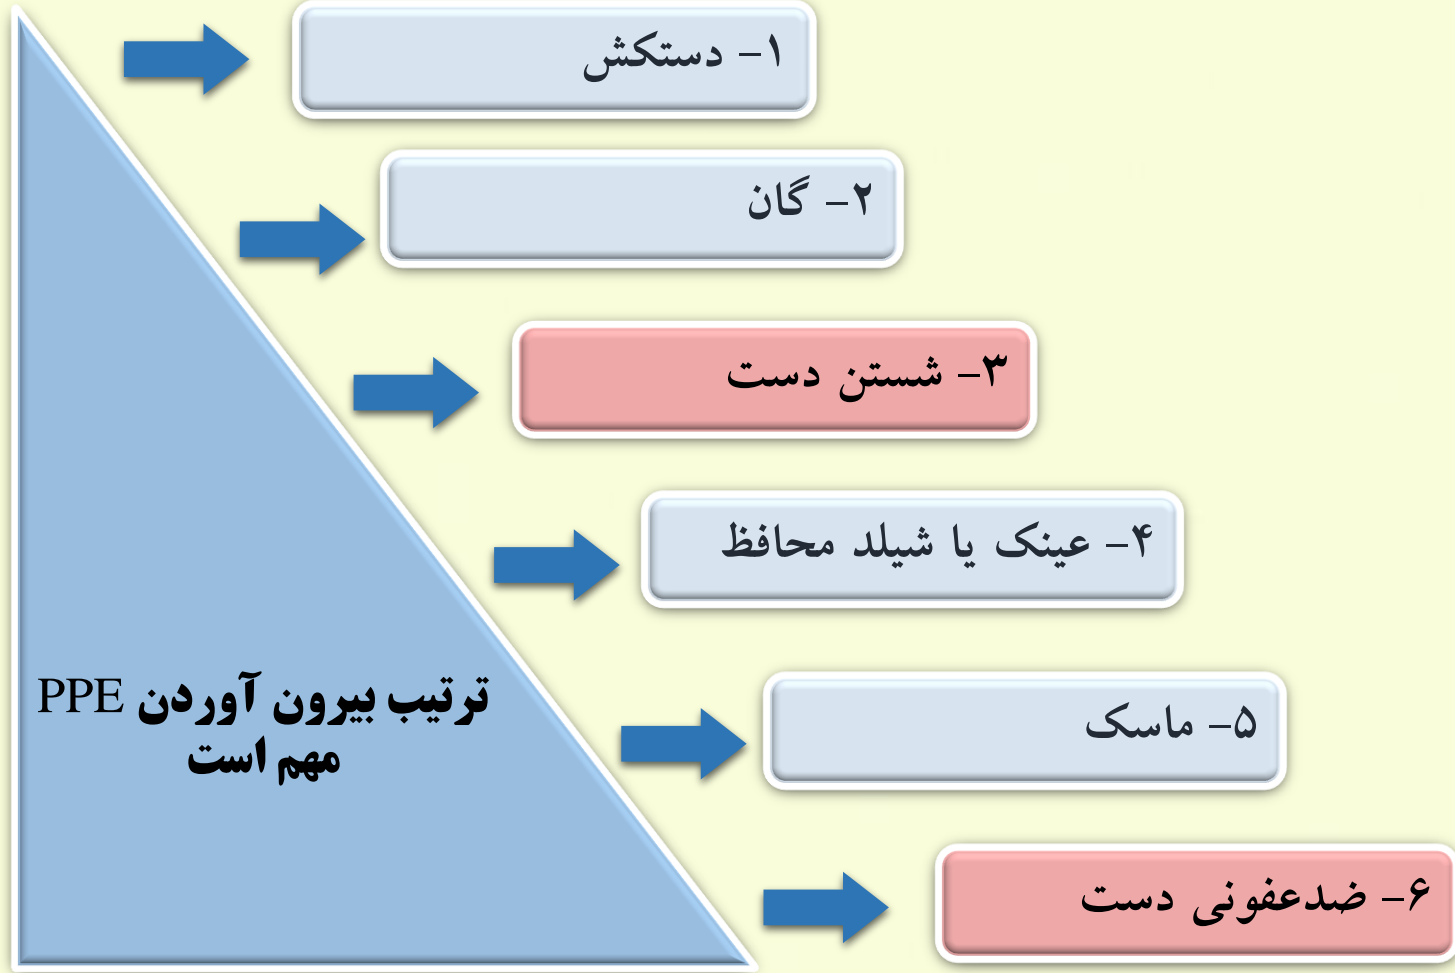 ۱- دستکش
۲- گان
۳- شستن دست
۴- عینک یا شیلد محافظ
۵- ماسک
۶- ضدعفونی دست
ترتیب بیرون آوردن PPE
مهم است